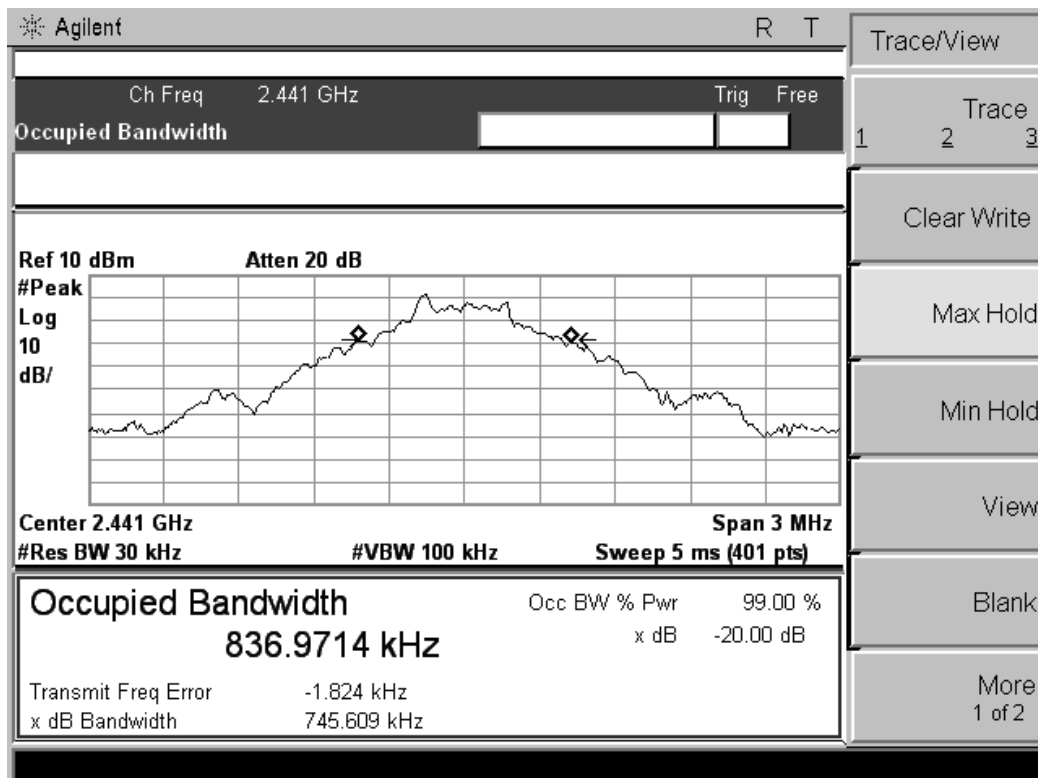 Agilent R T
Trace/View
Ch Freq 2.441 GHz Trig Free
Occupied Bandwidth
Trace
1 2 3
Clear Write
Ref 10 dBm Atten 20 dB
#Peak
Log
10
dB/
Max Hold
Min Hold
View
Center 2.441 GHz Span 3 MHz
#Res BW 30 kHz #VBW 100 kHz Sweep 5 ms (401 pts)
Occupied Bandwidth
836.9714 kHz
Occ BW % Pwr 99.00 %
x dB -20.00 dB
Transmit Freq Error -1.824 kHz
x dB Bandwidth 745.609 kHz
Blank
More
1 of 2